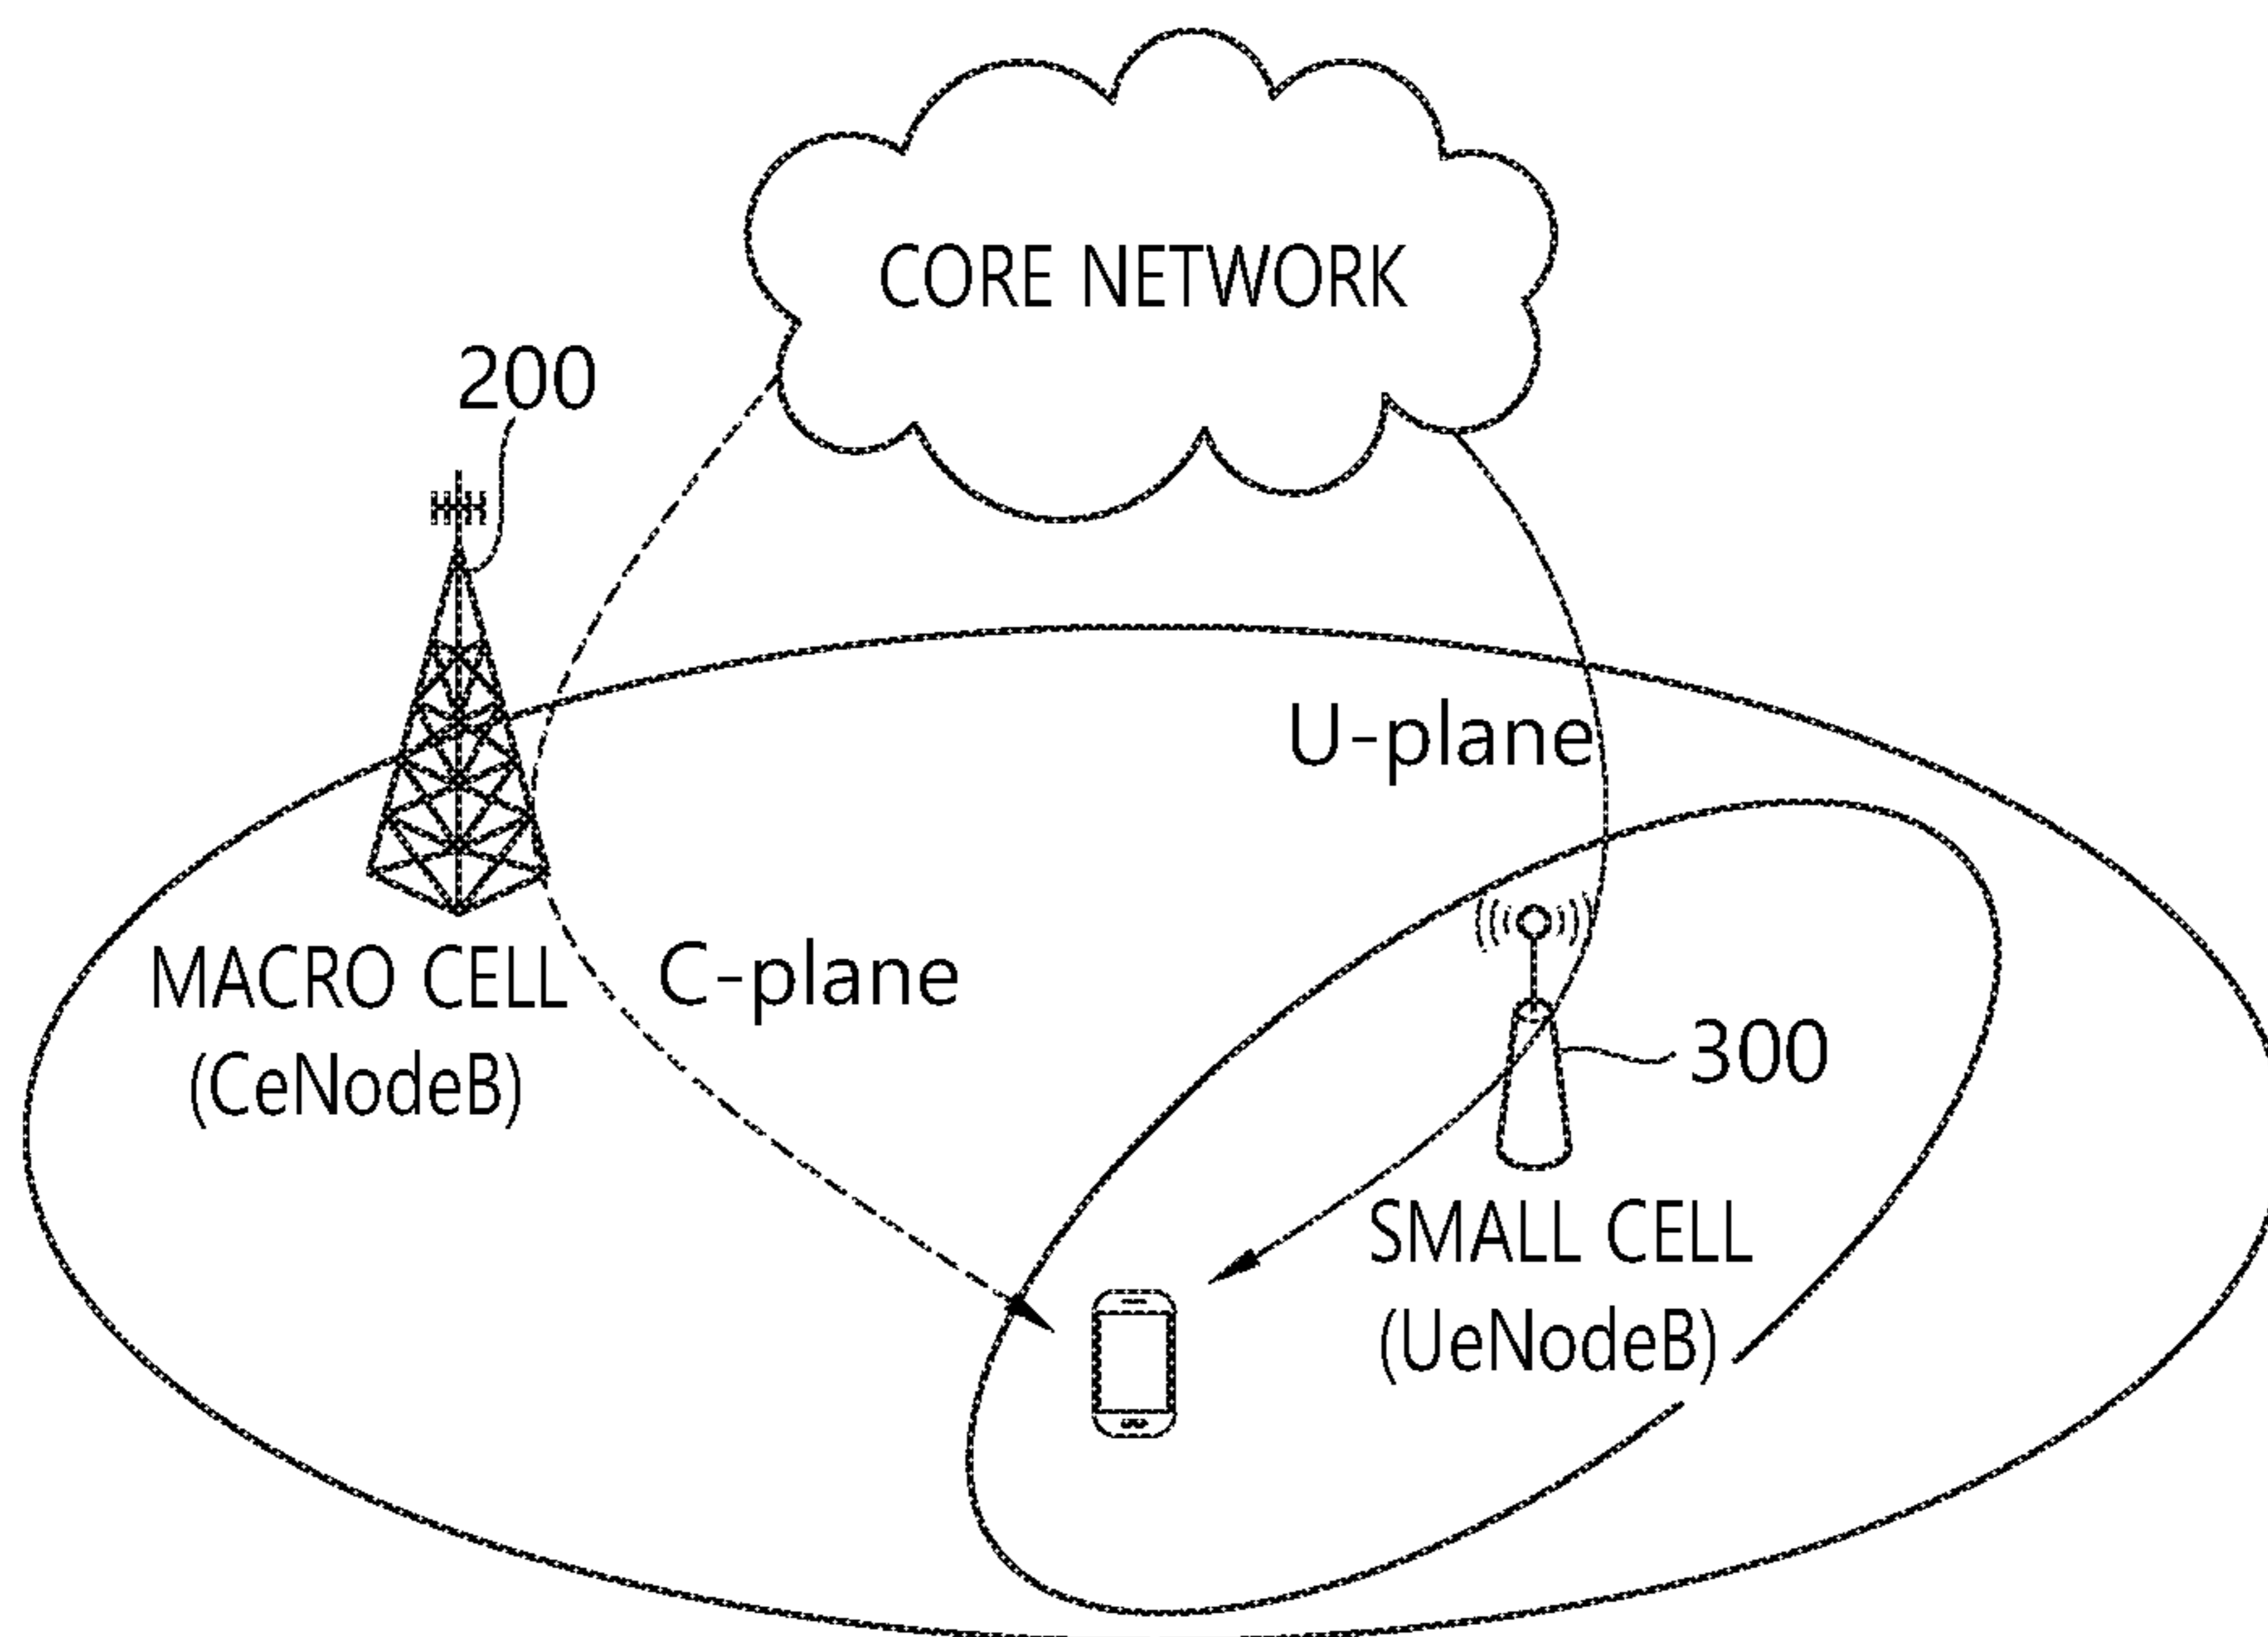 CORE NETWORK
200
U-plane
MACRO CELL
(CeNodeB)
C-plane
300
SMALL CELL
(UeNodeB)